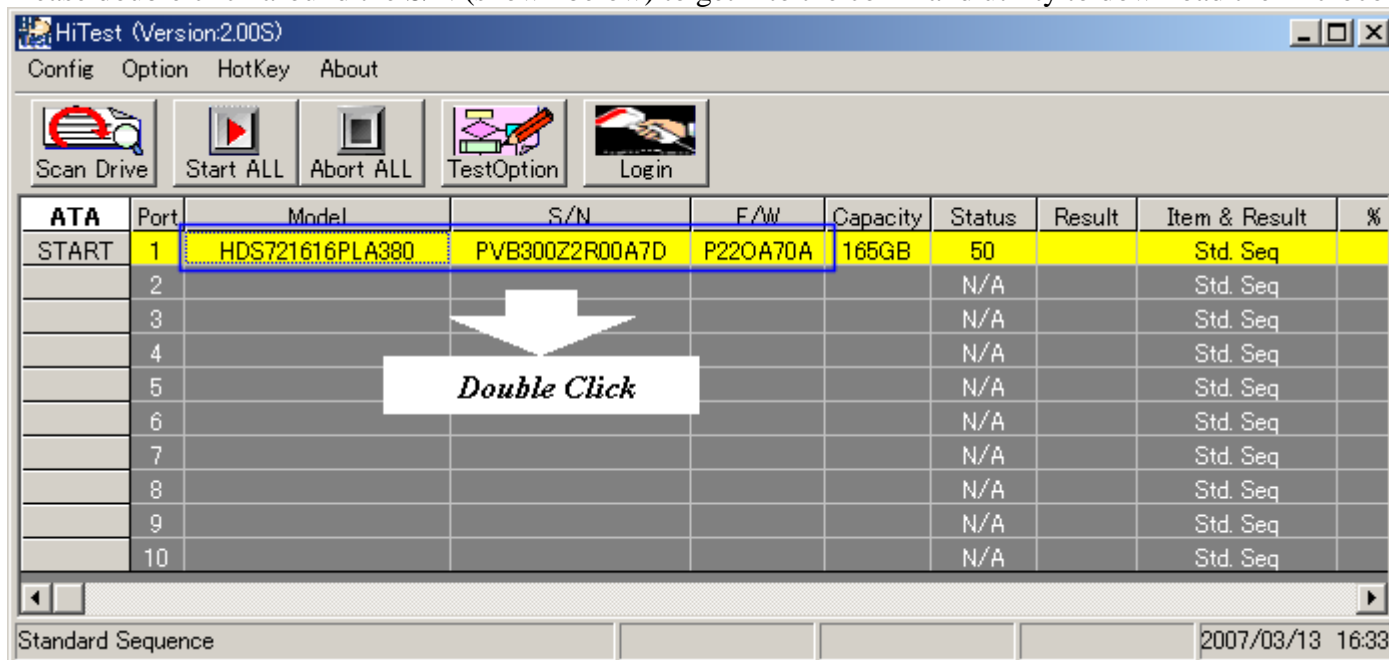 HiTest (Version:2.00S)
Config Option HotKey About
Scan Drive Start ALL Abort ALL TestOption Login
ATA Port Model S/N F/W Capacity Status Result Item & Result %
START 1 HDS721616PLA380 PVB300Z2R00A7D P22OA70A 165GB 50 Std. Seq
2 N/A Std. Seq
3 N/A Std. Seq
4 N/A Std. Seq
5 N/A Std. Seq
Double Click
6 N/A Std. Seq
7 N/A Std. Seq
8 N/A Std. Seq
9 N/A Std. Seq
10 N/A Std. Seq
Standard Sequence 2007/03/13 16:33